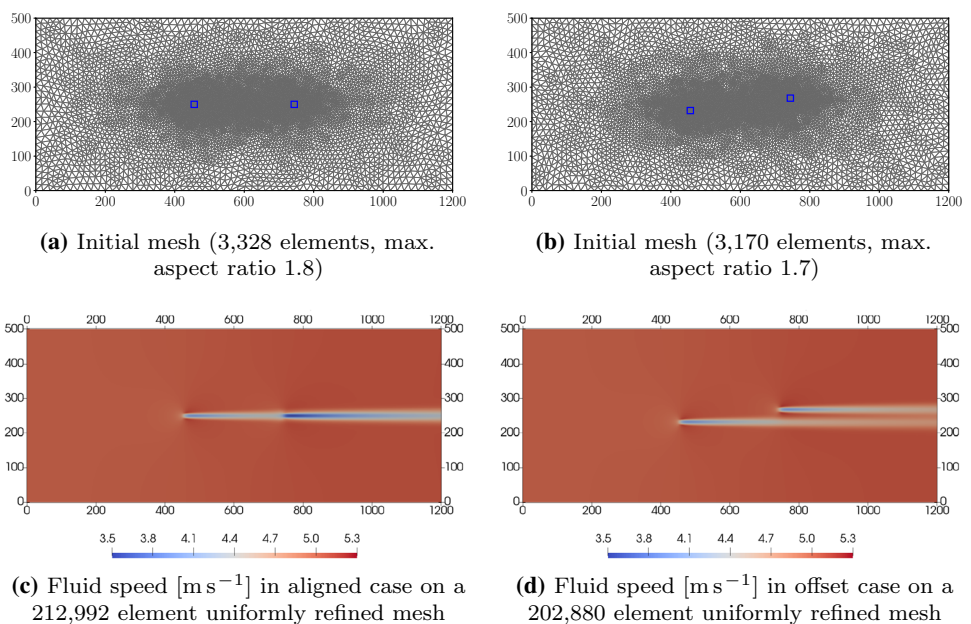 500
400
300
200
100
0
0 200 400 600 800 1000 1200
500
400
300
200
100
0
0 200 400 600 800 1000 1200
(a) Initial mesh (3,328 elements, max.
aspect ratio 1.8)
(b) Initial mesh (3,170 elements, max.
aspect ratio 1.7)
0 200 400 600 800 1000 1200
500 500
400 400
300 300
200 200
100 100
0 0
0 200 400 600 800 1000 1200
3.5 3.8 4.1 4.4 4.7 5.0 5.3
0 200 400 600 800 1000 1200
500 500
400 400
300 300
200 200
100 100
0 0
0 200 400 600 800 1000 1200
3.5 3.8 4.1 4.4 4.7 5.0 5.3
(c) Fluid speed [m s⁻¹] in aligned case on a
212,992 element uniformly refined mesh
(d) Fluid speed [m s⁻¹] in offset case on a
202,880 element uniformly refined mesh